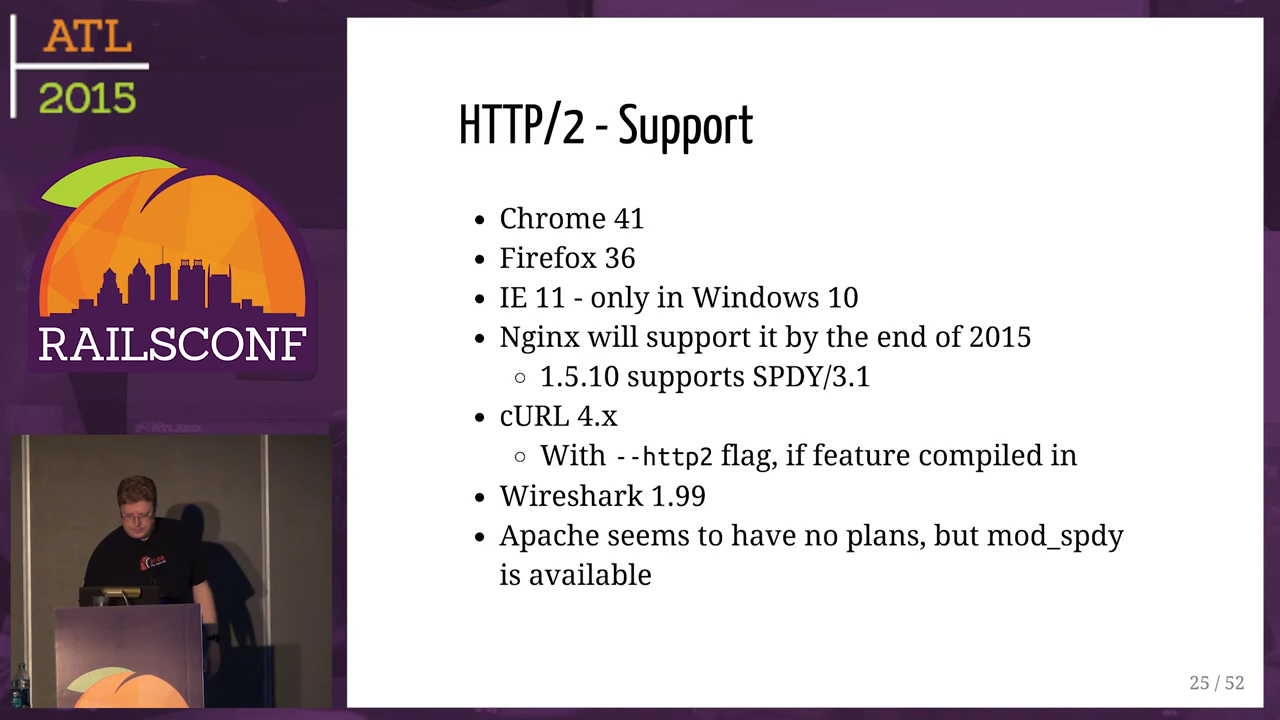 ATL
2015
RAILSCONF
HTTP/2 - Support
• Chrome 41
• Firefox 36
• IE 11 - only in Windows 10
• Nginx will support it by the end of 2015
○ 1.5.10 supports SPDY/3.1
• cURL 4.x
○ With --http2 flag, if feature compiled in
• Wireshark 1.99
• Apache seems to have no plans, but mod_spdy
is available
25 / 52